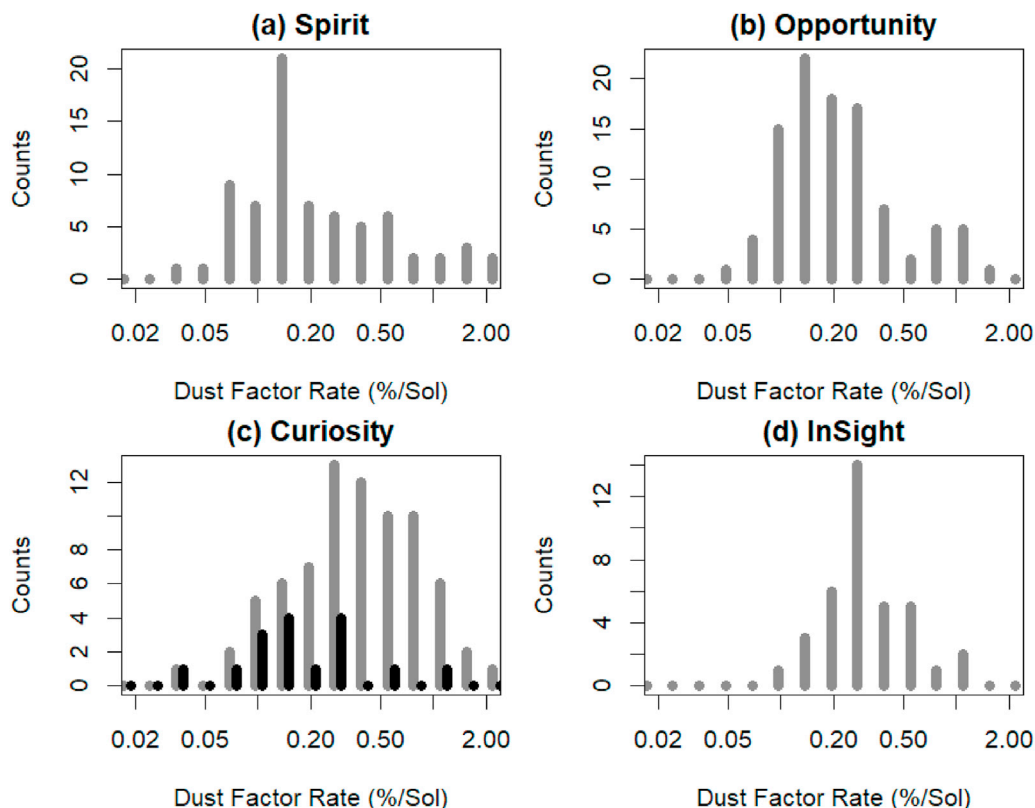 (a) Spirit
Counts
20
15
10
5
0
0.02 0.05 0.20 0.50 2.00
Dust Factor Rate (%/Sol)
(b) Opportunity
Counts
20
15
10
5
0
0.02 0.20 0.50 2.00
Dust Factor Rate (%/Sol)
(c) Curiosity
Counts
12
8
6
4
2
0
0.02 0.05 0.20 0.50 2.00
Dust Factor Rate (%/Sol)
(d) InSight
Counts
12
8
4
0
0.02 0.20 0.50 2.00
Dust Factor Rate (%/Sol)